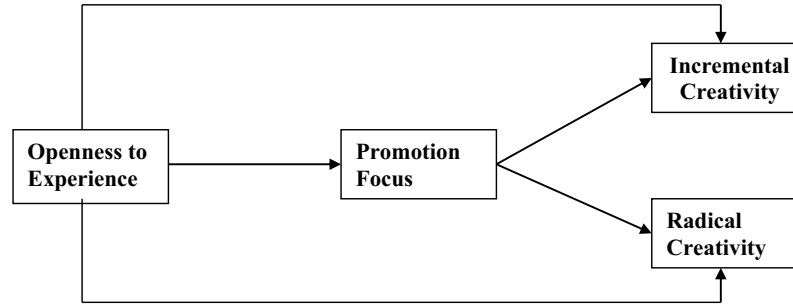 Incremental
Creativity
Openness to
Experience
Promotion
Focus
Radical
Creativity